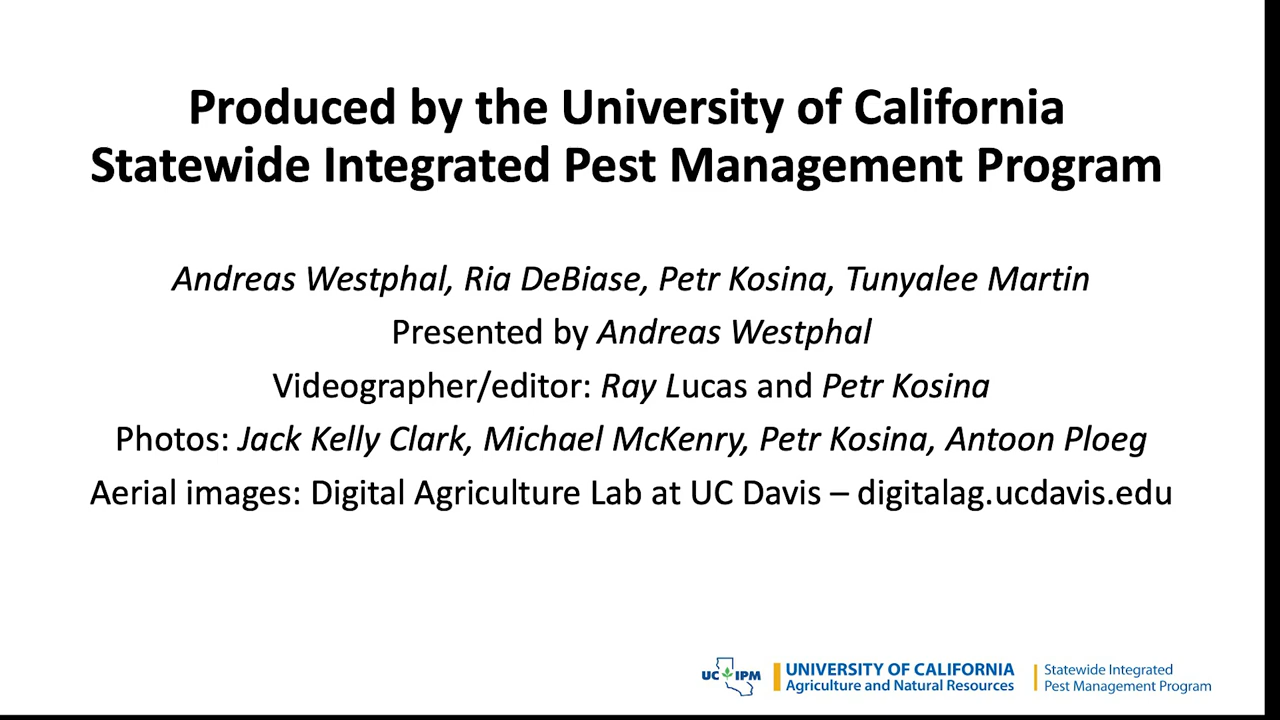 Produced by the University of California
Statewide Integrated Pest Management Program
Andreas Westphal, Ria DeBiase, Petr Kosina, Tunyalee Martin
Presented by Andreas Westphal
Videographer/editor: Ray Lucas and Petr Kosina
Photos: Jack Kelly Clark, Michael McKenry, Petr Kosina, Antoon Ploeg
Aerial images: Digital Agriculture Lab at UC Davis – digitalag.ucdavis.edu
UC IPM
UNIVERSITY OF CALIFORNIA
Agriculture and Natural Resources
Statewide Integrated
Pest Management Program